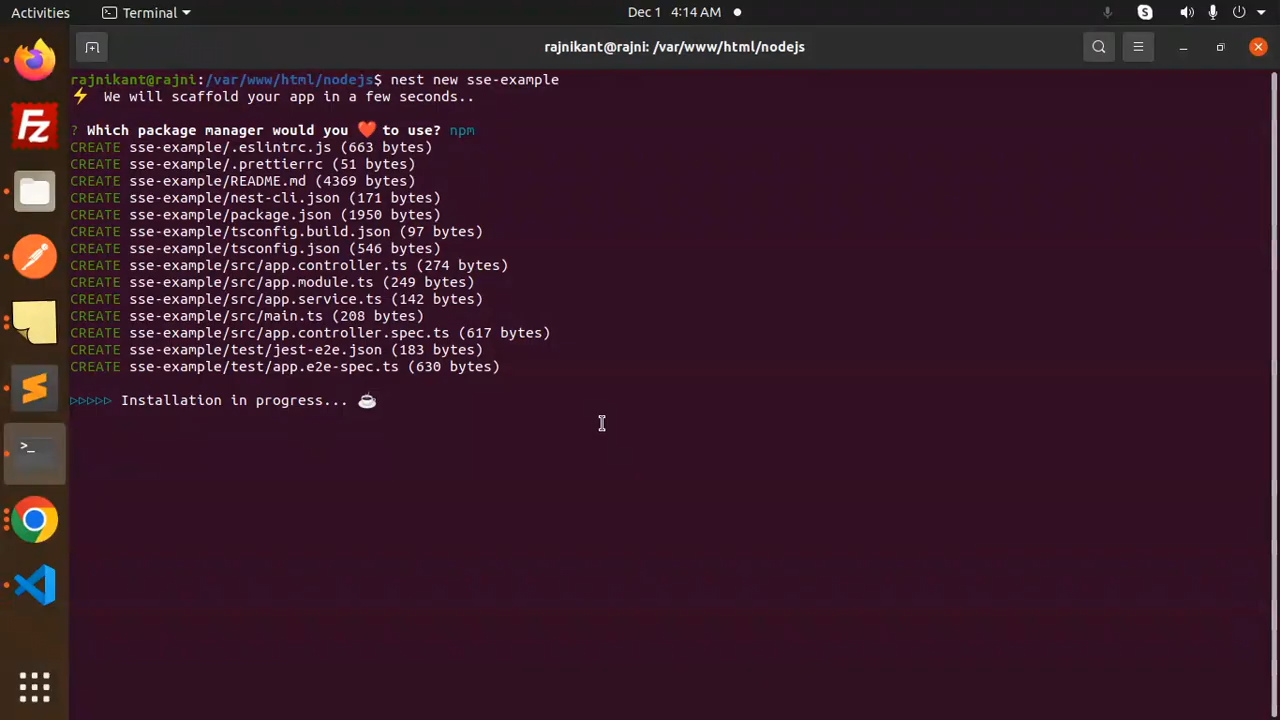 Activities Terminal Dec 1 4:14 AM
rajnikant@rajni: /var/www/html/nodejs
rajnikant@rajni:/var/www/html/nodejs$ nest new sse-example
⚡ We will scaffold your app in a few seconds..
? Which package manager would you ❤️ to use? npm
CREATE sse-example/.eslintrc.js (663 bytes)
CREATE sse-example/.prettierrc (51 bytes)
CREATE sse-example/README.md (4369 bytes)
CREATE sse-example/nest-cli.json (171 bytes)
CREATE sse-example/package.json (1950 bytes)
CREATE sse-example/tsconfig.build.json (97 bytes)
CREATE sse-example/tsconfig.json (546 bytes)
CREATE sse-example/src/app.controller.ts (274 bytes)
CREATE sse-example/src/app.module.ts (249 bytes)
CREATE sse-example/src/app.service.ts (142 bytes)
CREATE sse-example/src/main.ts (208 bytes)
CREATE sse-example/src/app.controller.spec.ts (617 bytes)
CREATE sse-example/test/jest-e2e.json (183 bytes)
CREATE sse-example/test/app.e2e-spec.ts (630 bytes)
▹▹▹▹▹ Installation in progress... ☕